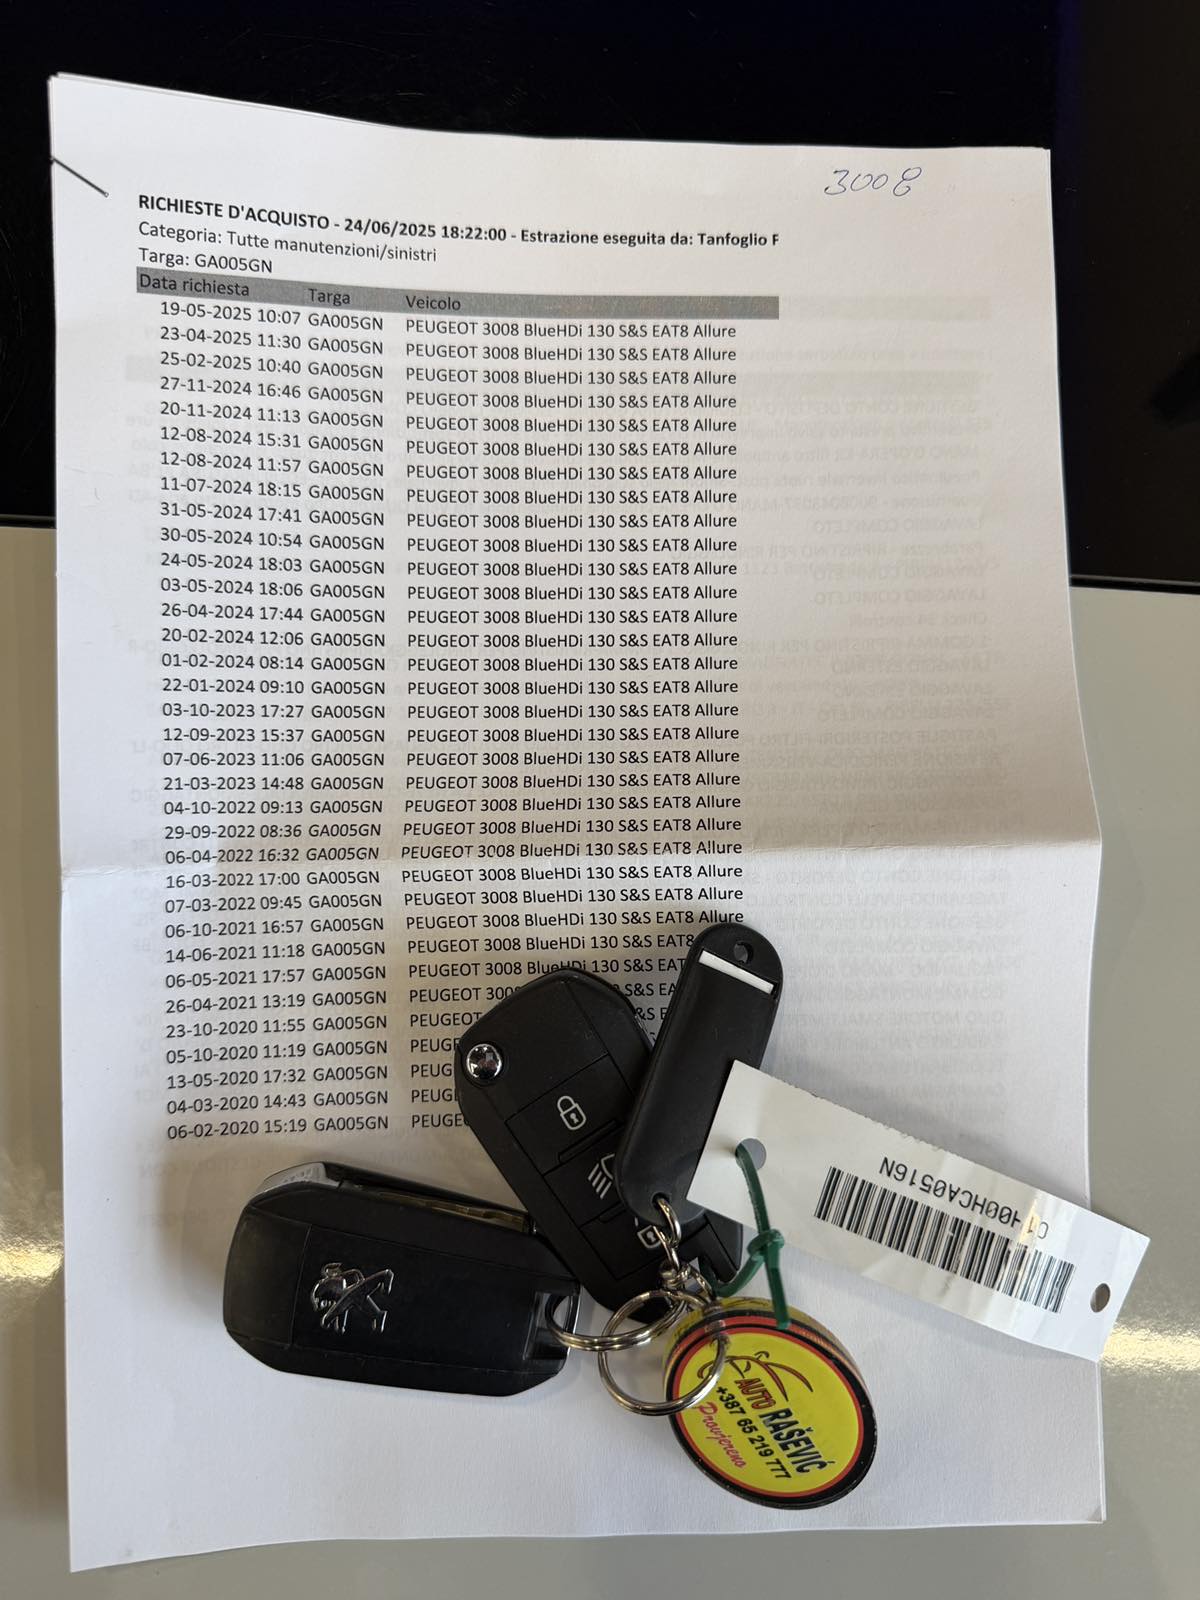 3008
RICHIESTE D'ACQUISTO - 24/06/2025 18:22:00 - Estrazione eseguita da: Tanfoglio F
Categoria: Tutte manutenzioni/sinistri
Targa: GA005GN
Data richiesta Targa Veicolo
19-05-2025 10:07 GA005GN PEUGEOT 3008 BlueHDi 130 S&S EAT8 Allure
23-04-2025 11:30 GA005GN PEUGEOT 3008 BlueHDi 130 S&S EAT8 Allure
25-02-2025 10:40 GA005GN PEUGEOT 3008 BlueHDi 130 S&S EAT8 Allure
27-11-2024 16:46 GA005GN PEUGEOT 3008 BlueHDi 130 S&S EAT8 Allure
20-11-2024 11:13 GA005GN PEUGEOT 3008 BlueHDi 130 S&S EAT8 Allure
12-08-2024 15:31 GA005GN PEUGEOT 3008 BlueHDi 130 S&S EAT8 Allure
12-08-2024 11:57 GA005GN PEUGEOT 3008 BlueHDi 130 S&S EAT8 Allure
11-07-2024 18:15 GA005GN PEUGEOT 3008 BlueHDi 130 S&S EAT8 Allure
31-05-2024 17:41 GA005GN PEUGEOT 3008 BlueHDi 130 S&S EAT8 Allure
30-05-2024 10:54 GA005GN PEUGEOT 3008 BlueHDi 130 S&S EAT8 Allure
24-05-2024 18:03 GA005GN PEUGEOT 3008 BlueHDi 130 S&S EAT8 Allure
03-05-2024 18:06 GA005GN PEUGEOT 3008 BlueHDi 130 S&S EAT8 Allure
26-04-2024 17:44 GA005GN PEUGEOT 3008 BlueHDi 130 S&S EAT8 Allure
20-02-2024 12:06 GA005GN PEUGEOT 3008 BlueHDi 130 S&S EAT8 Allure
01-02-2024 08:14 GA005GN PEUGEOT 3008 BlueHDi 130 S&S EAT8 Allure
22-01-2024 09:10 GA005GN PEUGEOT 3008 BlueHDi 130 S&S EAT8 Allure
03-10-2023 17:27 GA005GN PEUGEOT 3008 BlueHDi 130 S&S EAT8 Allure
12-09-2023 15:37 GA005GN PEUGEOT 3008 BlueHDi 130 S&S EAT8 Allure
07-06-2023 11:06 GA005GN PEUGEOT 3008 BlueHDi 130 S&S EAT8 Allure
21-03-2023 14:48 GA005GN PEUGEOT 3008 BlueHDi 130 S&S EAT8 Allure
04-10-2022 09:13 GA005GN PEUGEOT 3008 BlueHDi 130 S&S EAT8 Allure
29-09-2022 08:36 GA005GN PEUGEOT 3008 BlueHDi 130 S&S EAT8 Allure
06-04-2022 16:32 GA005GN PEUGEOT 3008 BlueHDi 130 S&S EAT8 Allure
16-03-2022 17:00 GA005GN PEUGEOT 3008 BlueHDi 130 S&S EAT8 Allure
07-03-2022 09:45 GA005GN PEUGEOT 3008 BlueHDi 130 S&S EAT8 Allure
06-10-2021 16:57 GA005GN PEUGEOT 3008 BlueHDi 130 S&S EAT8 Allure
14-06-2021 11:18 GA005GN PEUGEOT 3008 BlueHDi 130 S&S EAT8
06-05-2021 17:57 GA005GN PEUGEOT 3008 BlueHDi 130 S&S EAT
26-04-2021 13:19 GA005GN PEUGEOT 300 S EA
23-10-2020 11:55 GA005GN PEUGEOT &S E
05-10-2020 11:19 GA005GN PEUG
13-05-2020 17:32 GA005GN PEUG
04-03-2020 14:43 GA005GN PEUG
06-02-2020 15:19 GA005GN PEUGE
AUTO RAŠEVIĆ
+387 65 219 777
Provjereno